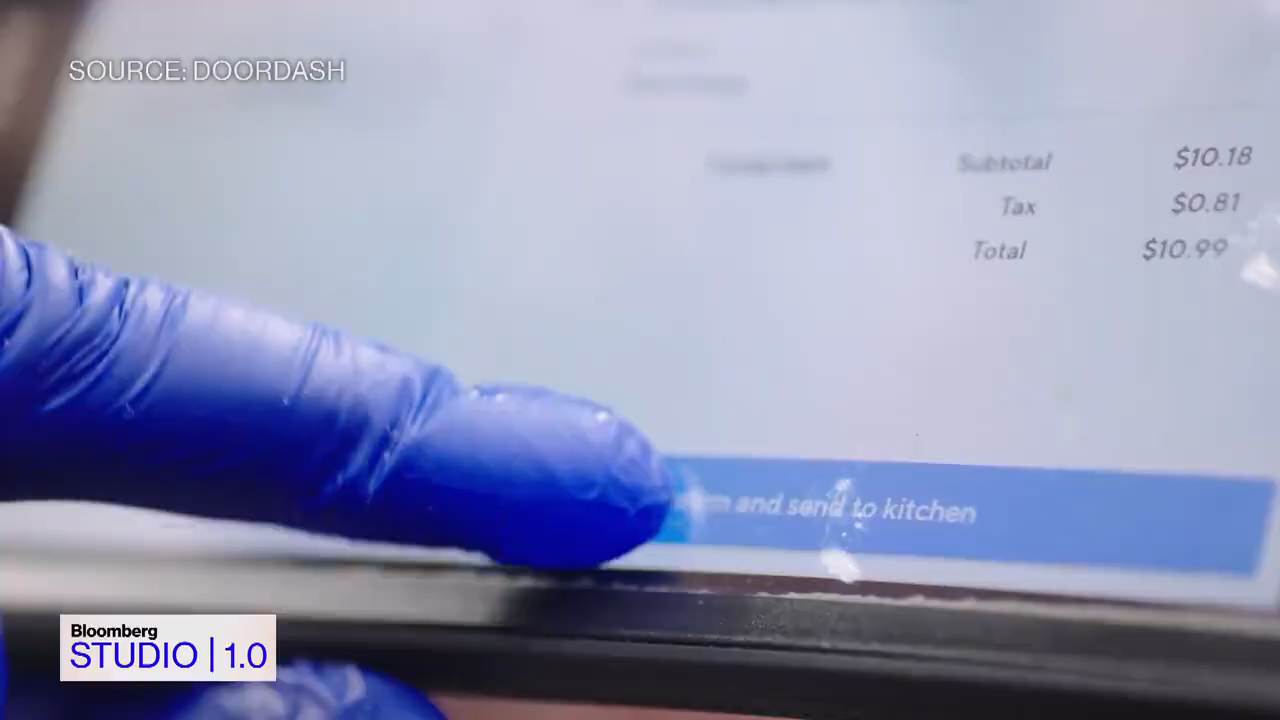 SOURCE: DOORDASH
Subtotal $10.18
Tax $0.81
Total $10.99
and send to kitchen
Bloomberg
STUDIO | 1.0